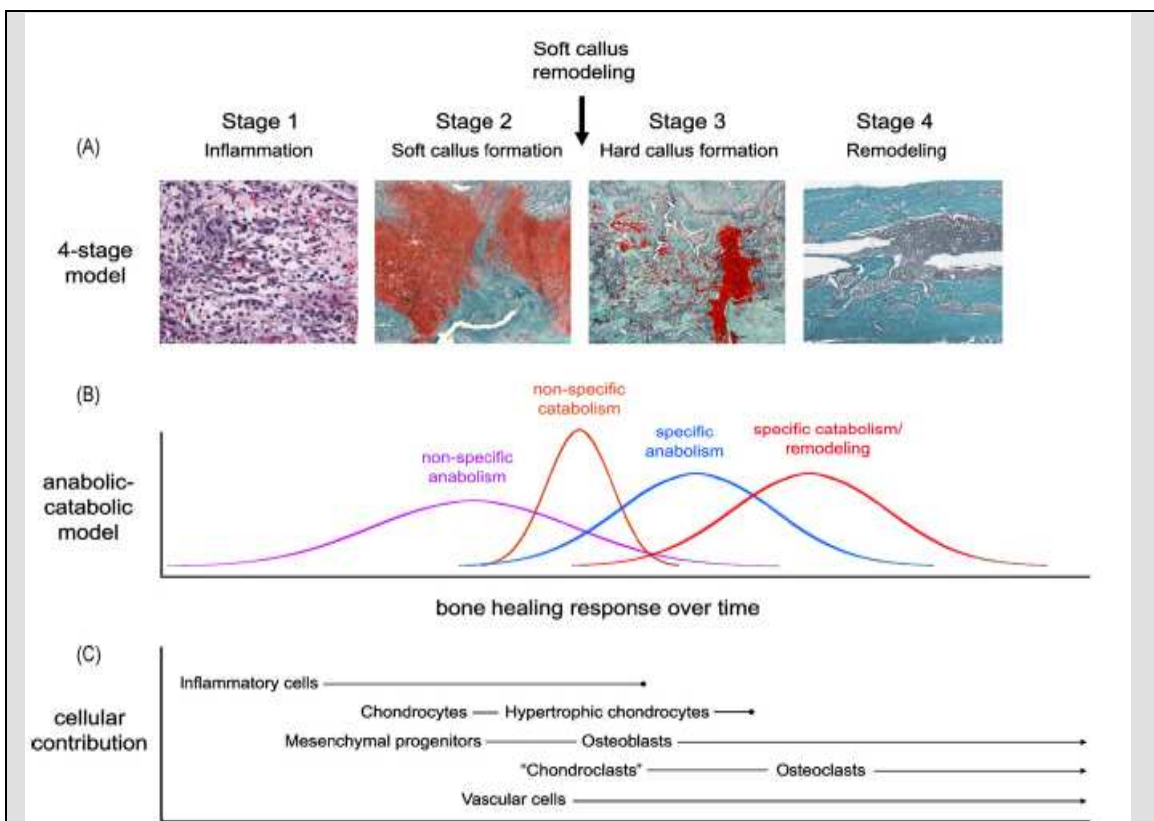 Soft callus
remodeling
Stage 1
Stage 2
Stage 3
Stage 4
(A)
Inflammation
Soft callus formation
Hard callus formation
Remodeling
4-stage
model
(B)
non-specific
catabolism
non-specific
anabolism
specific
anabolism
specific catabolism/
remodeling
anabolic-
catabolic
model
bone healing response over time
(C)
cellular
contribution
Inflammatory cells
Chondrocytes
Hypertrophic chondrocytes
Mesenchymal progenitors
Osteoblasts
"Chondroclasts"
Osteoclasts
Vascular cells